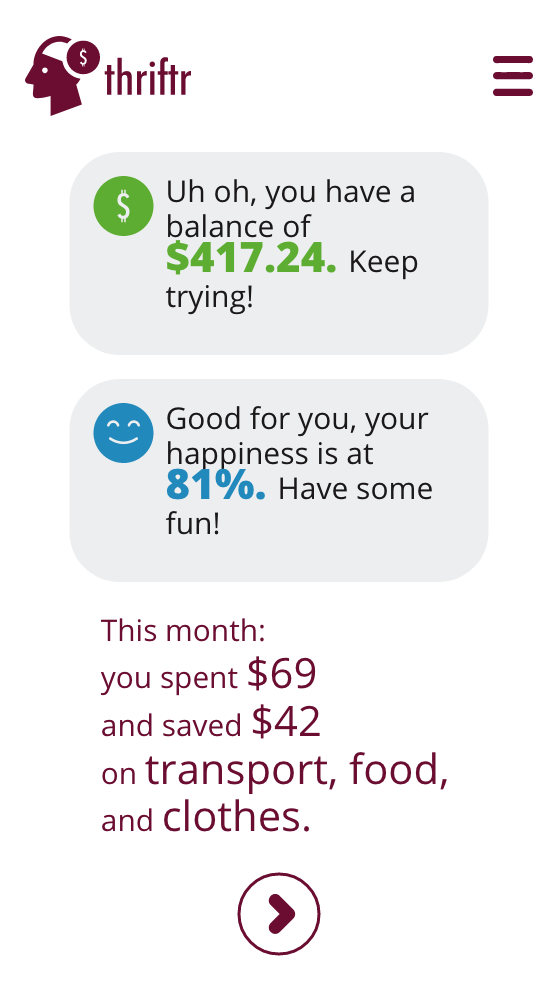 $
thriftr
$
Uh oh, you have a
balance of
$417.24. Keep
trying!
Good for you, your
happiness is at
81%. Have some
fun!
This month:
you spent $69
and saved $42
on transport, food,
and clothes.